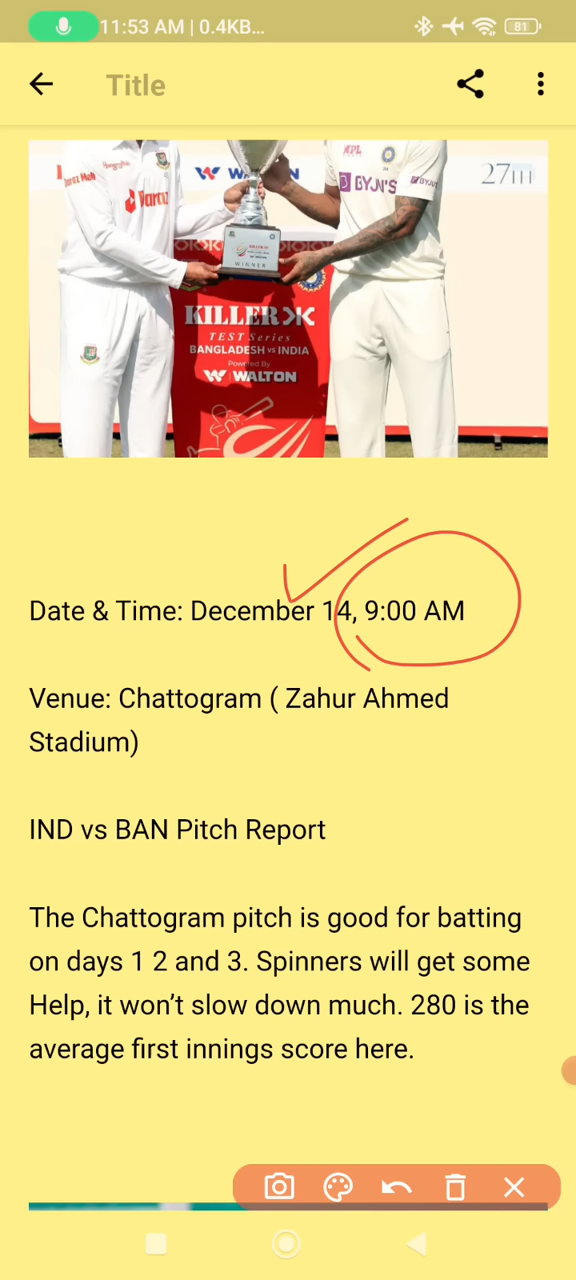 11:53 AM | 0.4KB...
81
Title
WALTON
27TH
BYJU'S
WINNER
KILLER
TEST Series
BANGLADESH vs INDIA
Powered By
WALTON
Date & Time: December 14, 9:00 AM
Venue: Chattogram ( Zahur Ahmed
Stadium)
IND vs BAN Pitch Report
The Chattogram pitch is good for batting
on days 1 2 and 3. Spinners will get some
Help, it won’t slow down much. 280 is the
average first innings score here.